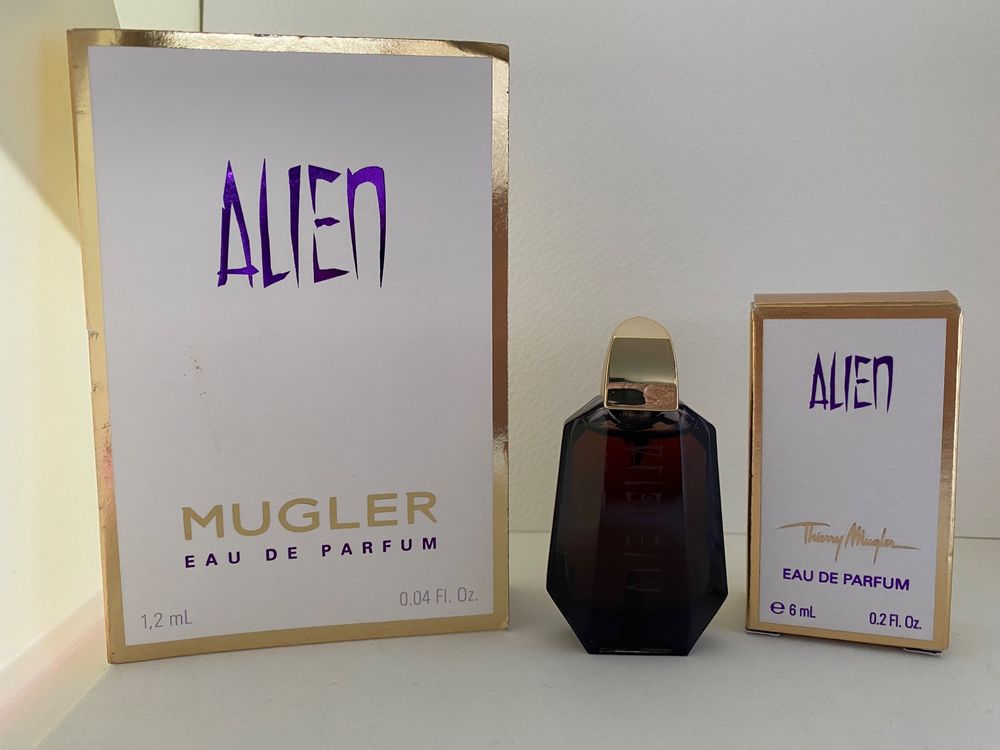 ALIEN
MUGLER
EAU DE PARFUM
1,2 mL
0.04 Fl. Oz.
ALIEN
ALIEN
Thierry Mugler
EAU DE PARFUM
℮ 6 mL
0.2 Fl. Oz.